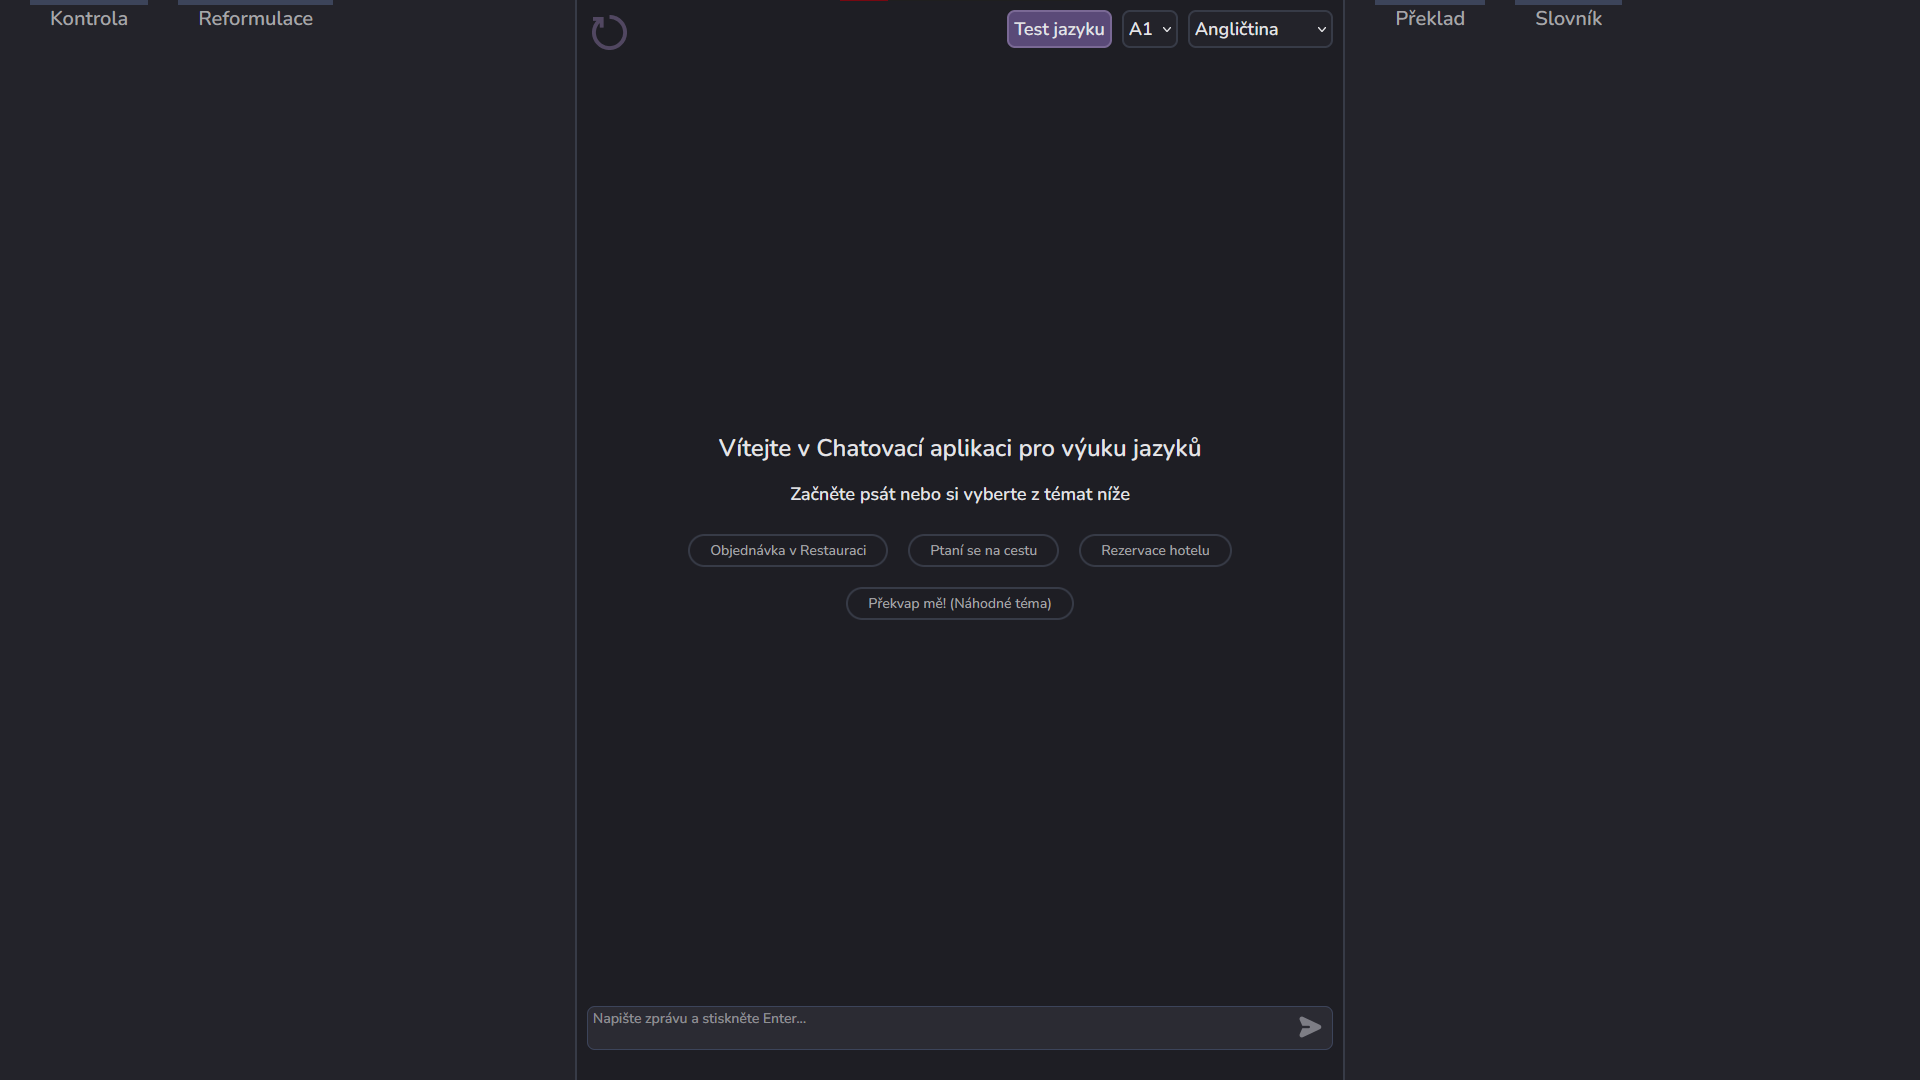 Kontrola
Reformulace
Test jazyku
A1
Angličtina
Překlad
Slovník
Vítejte v Chatovací aplikaci pro výuku jazyků
Začněte psát nebo si vyberte z témat níže
Objednávka v Restauraci
Ptaní se na cestu
Rezervace hotelu
Překvap mě! (Náhodné téma)
Napište zprávu a stiskněte Enter...